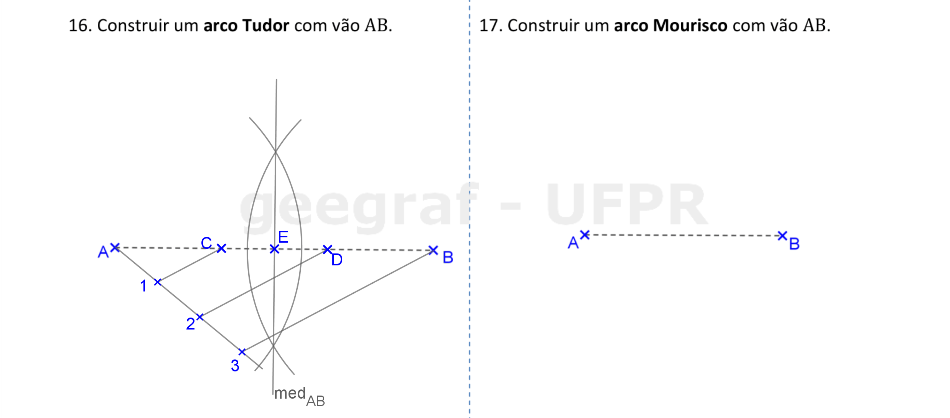 16. Construir um arco Tudor com vão AB.
17. Construir um arco Mourisco com vão AB.
geegraf - UFPR
A
C
E
D
B
1
2
3
med AB
A
B